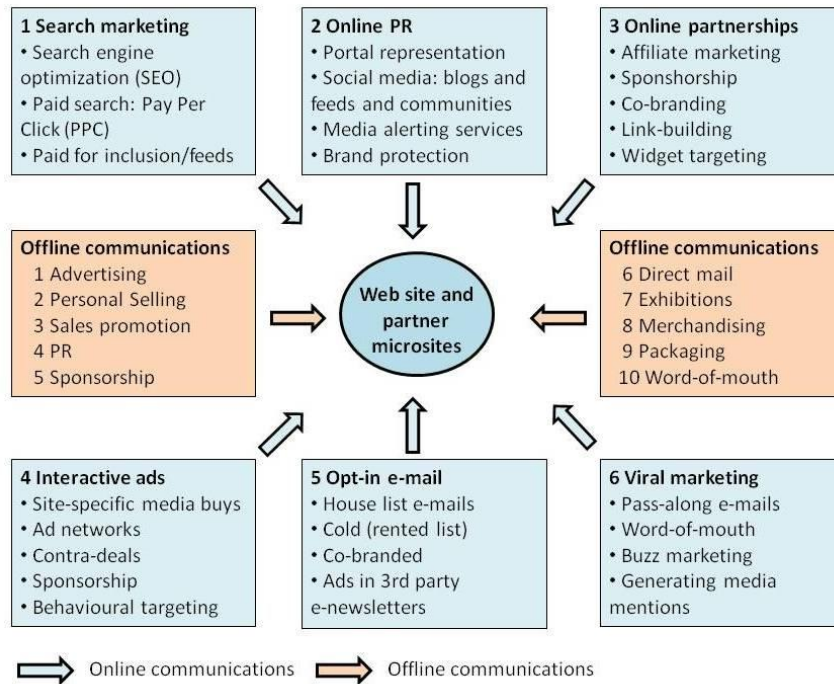 1 Search marketing
• Search engine
optimization (SEO)
• Paid search: Pay Per
Click (PPC)
• Paid for inclusion/feeds
2 Online PR
• Portal representation
• Social media: blogs and
feeds and communities
• Media alerting services
• Brand protection
3 Online partnerships
• Affiliate marketing
• Sponshorship
• Co-branding
• Link-building
• Widget targeting
Offline communications
1 Advertising
2 Personal Selling
3 Sales promotion
4 PR
5 Sponsorship
Web site and
partner
microsites
Offline communications
6 Direct mail
7 Exhibitions
8 Merchandising
9 Packaging
10 Word-of-mouth
4 Interactive ads
• Site-specific media buys
• Ad networks
• Contra-deals
• Sponsorship
• Behavioural targeting
5 Opt-in e-mail
• House list e-mails
• Cold (rented list)
• Co-branded
• Ads in 3rd party
e-newsletters
6 Viral marketing
• Pass-along e-mails
• Word-of-mouth
• Buzz marketing
• Generating media
mentions
Online communications
Offline communications